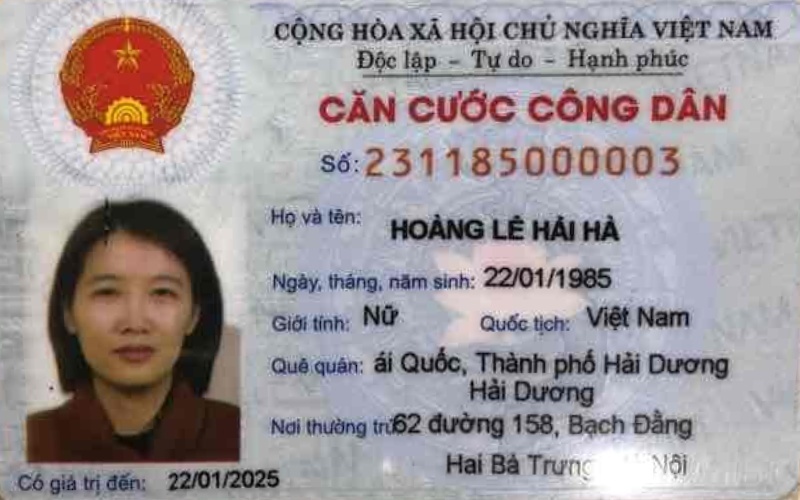 CỘNG HÒA XÃ HỘI CHỦ NGHĨA VIỆT NAM
Độc lập - Tự do - Hạnh phúc
CĂN CƯỚC CÔNG DÂN
Số: 231185000003
Họ và tên: HOÀNG LÊ HẢI HÀ
Ngày, tháng, năm sinh: 22/01/1985
Giới tính: Nữ Quốc tịch: Việt Nam
Quê quán: ái Quốc, Thành phố Hải Dương
Hải Dương
Nơi thường trú: 62 đường 158, Bạch Đằng
Hai Bà Trưng Nội
Có giá trị đến: 22/01/2025